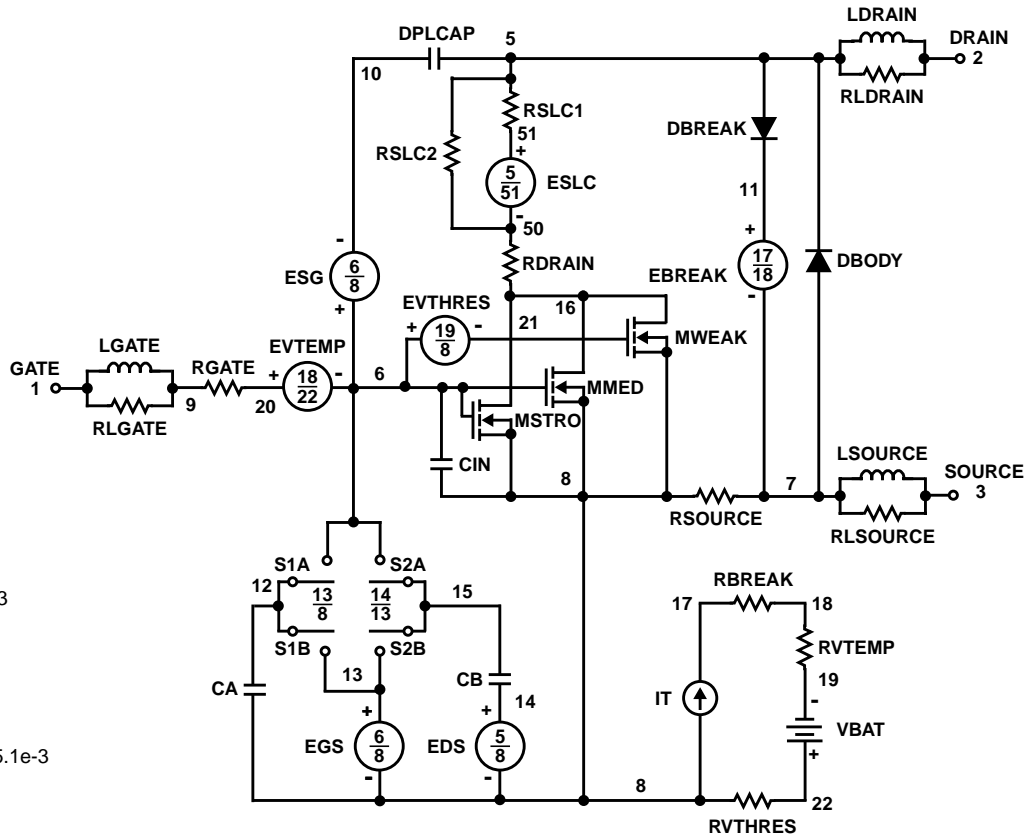 LDRAIN
DPLCAP 5 DRAIN
10 2
RLDRAIN
RSLC1
DBREAK
51
+
RSLC2
5
51
ESLC
11
-
50
+
-
17
18
RDRAIN
EBREAK
DBODY
6
8
ESG
EVTHRES
16
+
+ 19 - 21
8
MWEAK
LGATE
EVTEMP
GATE RGATE + 18 - 6
22
MMED
1
9 20
MSTRO
RLGATE
-
LSOURCE
CIN 8 7 SOURCE
3
RSOURCE
RLSOURCE
S1A S2A
12 13 14 15
8 13
RBREAK
17 18
S1B S2B
RVTEMP
13 CB
CA 14 IT 19
-
+ +
VBAT
EGS 6 EDS 5
8 8
+
- -
8 22
RVTHRES
3
5.1e-3